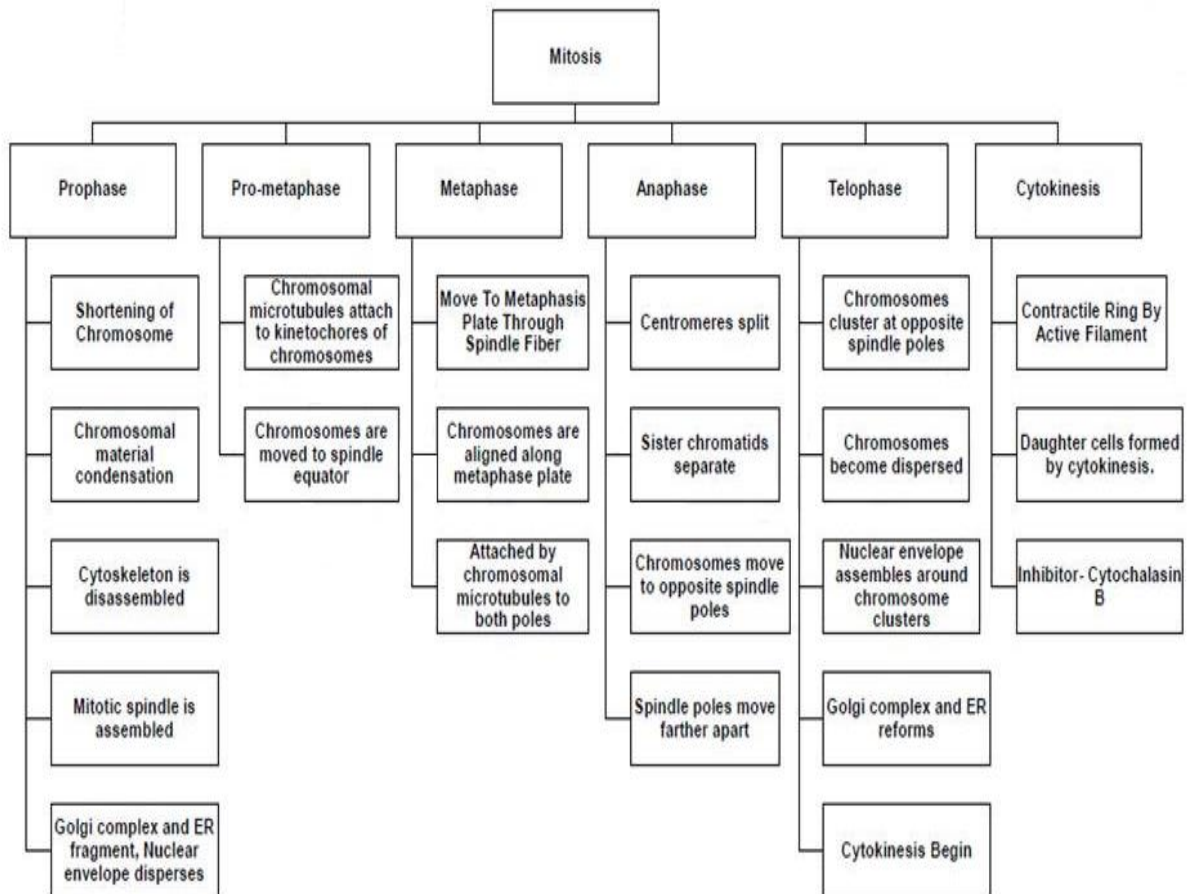 Mitosis
Prophase
Pro-metaphase
Metaphase
Anaphase
Telophase
Cytokinesis
Shortening of
Chromosome
Chromosomal
material
condensation
Cytoskeleton is
disassembled
Mitotic spindle is
assembled
Golgi complex and ER
fragment, Nuclear
envelope disperses
Chromosomal
microtubules attach
to kinetochores of
chromosomes
Chromosomes are
moved to spindle
equator
Move To Metaphasis
Plate Through
Spindle Fiber
Chromosomes are
aligned along
metaphase plate
Attached by
chromosomal
microtubules to
both poles
Centromeres split
Sister chromatids
separate
Chromosomes move
to opposite spindle
poles
Spindle poles move
farther apart
Chromosomes
cluster at opposite
spindle poles
Chromosomes
become dispersed
Nuclear envelope
assembles around
chromosome
clusters
Golgi complex and ER
reforms
Cytokinesis Begin
Contractile Ring By
Active Filament
Daughter cells formed
by cytokinesis.
Inhibitor- Cytochalasin
B